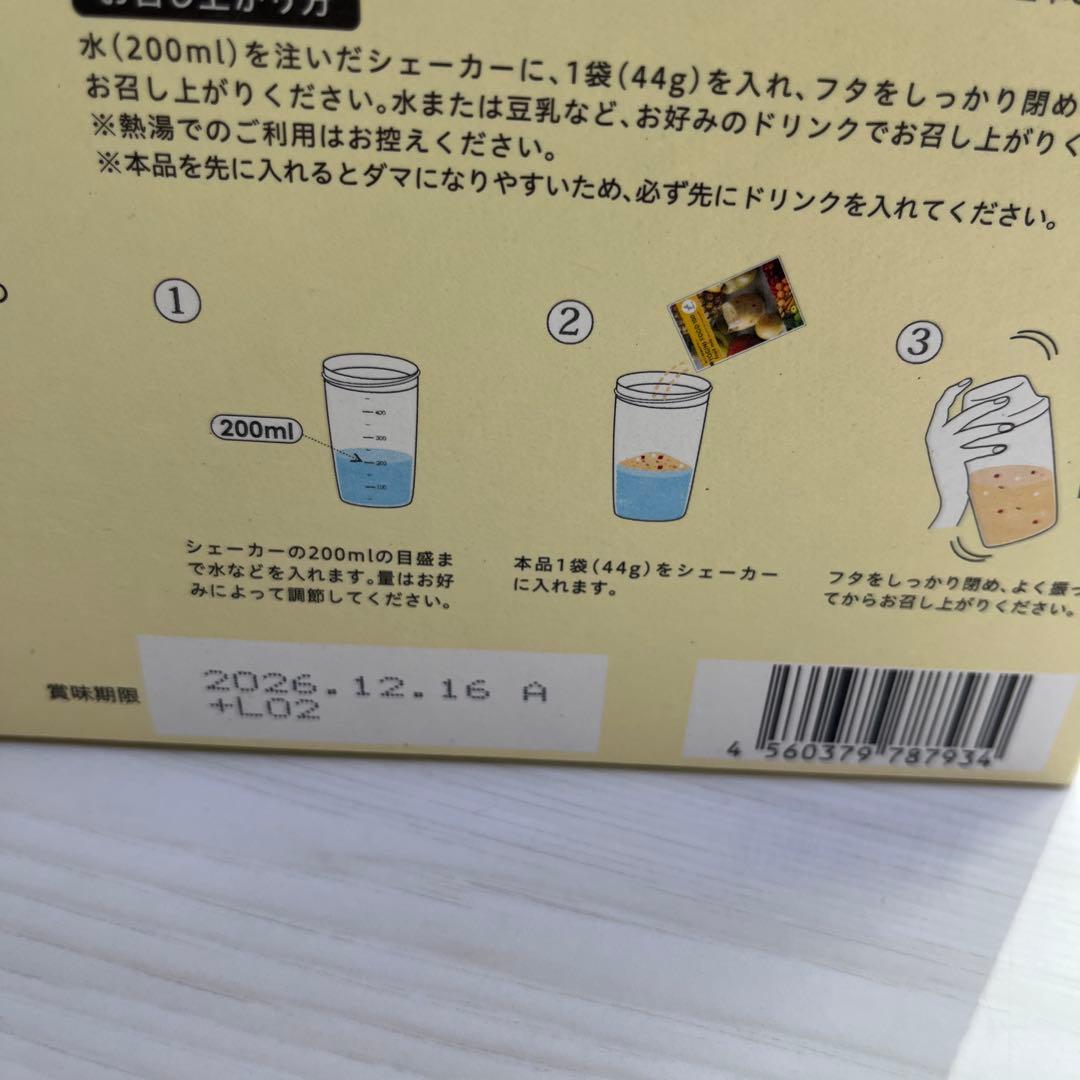 お召し上がり方
水(200ml)を注いだシェーカーに、1袋(44g)を入れ、フタをしっかり閉め
お召し上がりください。水または豆乳など、お好みのドリンクでお召し上がりく
※熱湯でのご利用はお控えください。
※本品を先に入れるとダマになりやすいため、必ず先にドリンクを入れてください。
1
2
3
400
300
200
100
200ml
シェーカーの200mlの目盛ま
で水などを入れます。量はお好
みによって調節してください。
本品1袋(44g)をシェーカー
に入れます。
フタをしっかり閉め、よく振っ
てからお召し上がりください。
賞味期限
2026.12.16 A
+L02
4 560379 787934